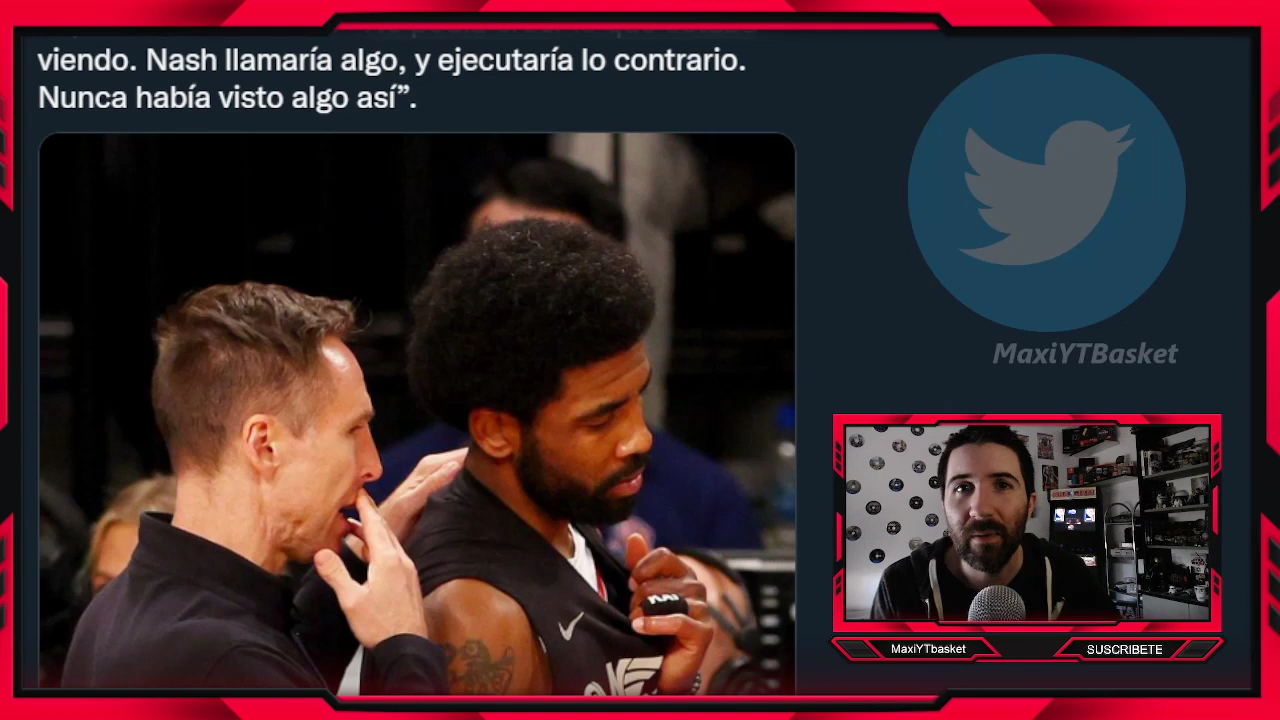 viendo. Nash llamaría algo, y ejecutaría lo contrario.
Nunca había visto algo así”.
MaxiYTBasket
MaxiYTbasket
SUSCRIBETE